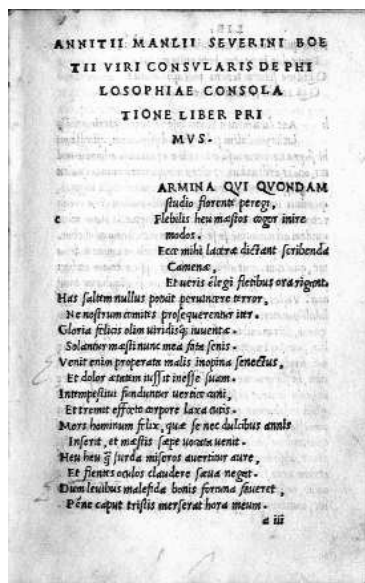 ANNITII MANLII SEVERINI BOE
TII VIRI CONSVLARIS DE PHI
LOSOPHIAE CONSOLA
TIONE LIBER PRI
MVS.
ARMINA QVI QVONDAM
studio florente peregi,
c Flebilis heu mæstos cogor inire
modos.
Ecce mihi laceræ dictant scribenda
Camenæ,
Et ueris elegi fletibus ora rigant.
Has saltem nullus potuit peruincere terror,
Ne nostrum comites prosequerentur iter.
Gloria felicis olim uiridisq; iuuentæ.
Solantur mæsti nunc mea fata senis.
Venit enim properata malis inopina senectus,
Et dolor ætatem iussit inesse suam.
Intempestiui funduntur uertice cani,
Et tremit effœto corpore laxa cutis.
Mors hominum felix, quæ se nec dulcibus annis
Inserit, et mæstis sæpe uocata uenit.
Heu heu q̃ surda miseros auertitur aure,
Et flentes oculos claudere sæua negat.
Dum leuibus malefida bonis fortuna faueret,
Pene caput tristis merserat hora meum.
a iii